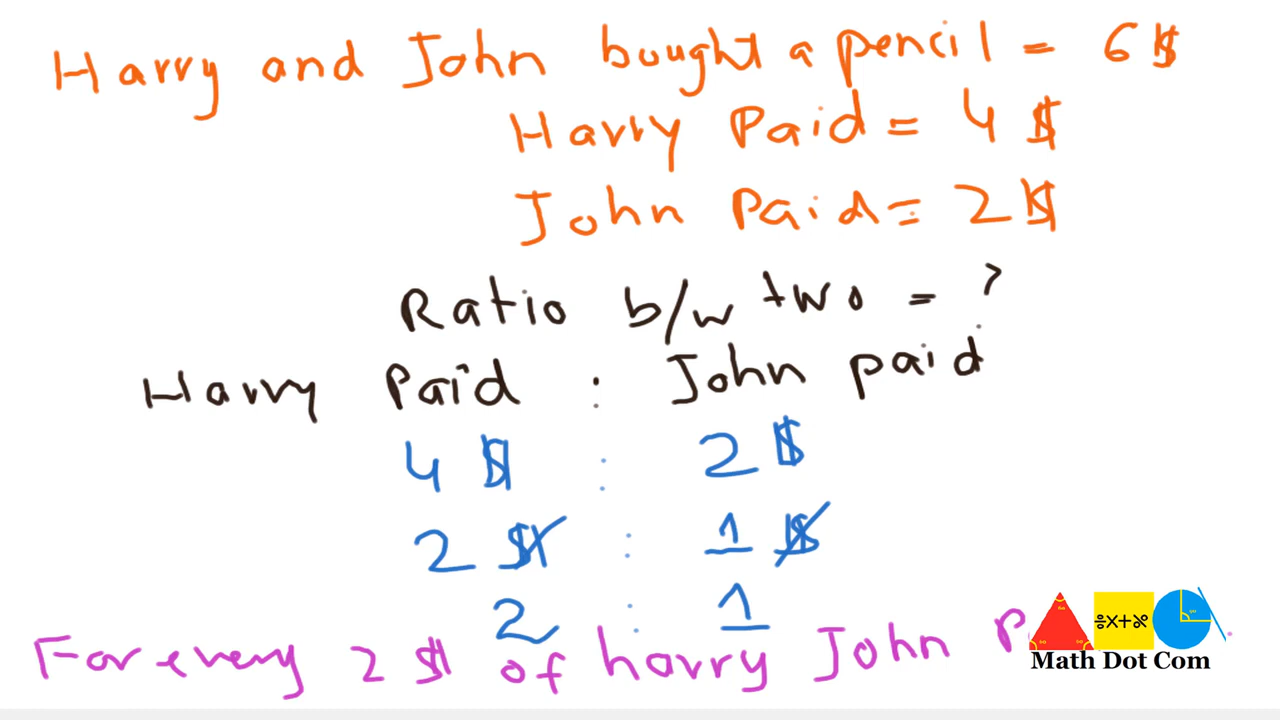 Harry and John bought a pencil = 6$
Harry Paid = 4 $
John Paid = 2$
Ratio b/w two = ?
Harry Paid : John paid
4 $ : 2 $
2 $ : 1 $
2 : 1
For every 2 $ of harry John
÷×+%
Math Dot Com